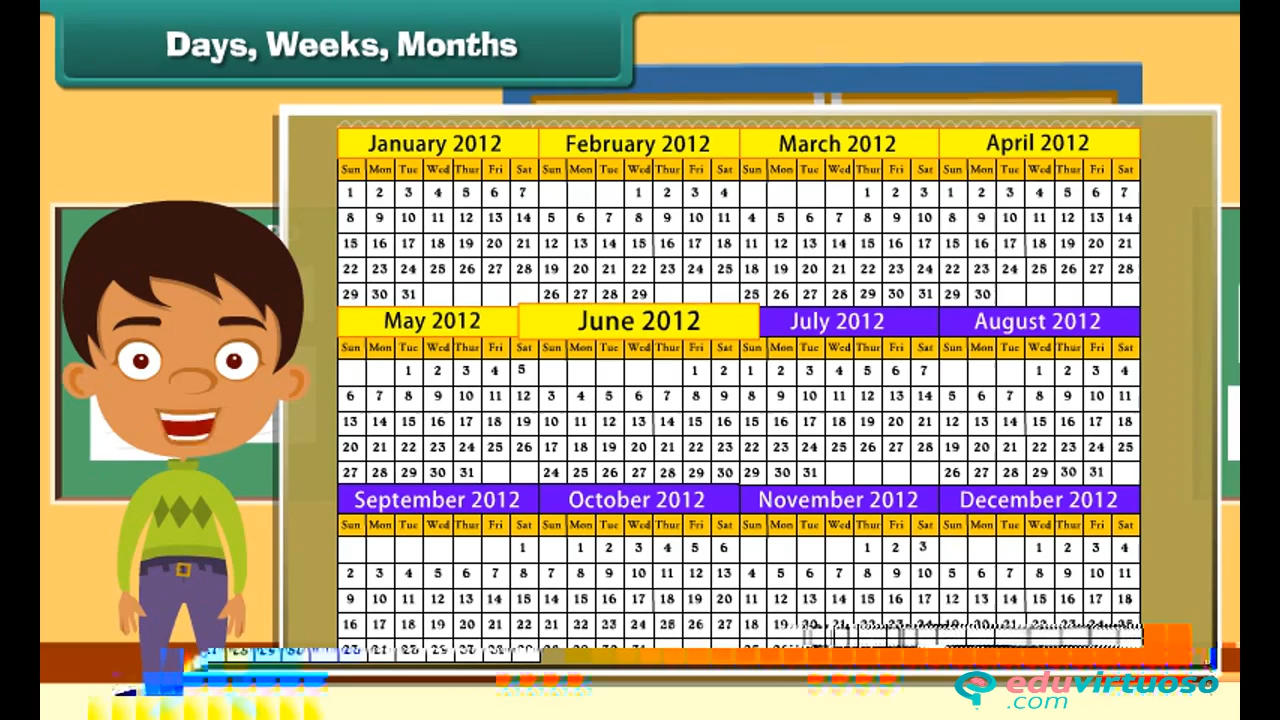 Days, Weeks, Months
January 2012 February 2012 March 2012 April 2012
Sun Mon Tue Wed Thur Fri Sat Sun Mon Tue Wed Thur Fri Sat Sun Mon Tue Wed Thur Fri Sat Sun Mon Tue Wed Thur Fri Sat
1 2 3 4 5 6 7 1 2 3 4 1 2 3 1 2 3 4 5 6 7
8 9 10 11 12 13 14 5 6 7 8 9 10 11 4 5 6 7 8 9 10 8 9 10 11 12 13 14
15 16 17 18 19 20 21 12 13 14 15 16 17 18 11 12 13 14 15 16 17 15 16 17 18 19 20 21
22 23 24 25 26 27 28 19 20 21 22 23 24 25 18 19 20 21 22 23 24 22 23 24 25 26 27 28
29 30 31 26 27 28 29 25 26 27 28 29 30 31 29 30
May 2012 June 2012 July 2012 August 2012
Sun Mon Tue Wed Thur Fri Sat Sun Mon Tue Wed Thur Fri Sat Sun Mon Tue Wed Thur Fri Sat Sun Mon Tue Wed Thur Fri Sat
1 2 3 4 5 1 2 1 2 3 4 5 6 7 1 2 3 4
6 7 8 9 10 11 12 3 4 5 6 7 8 9 8 9 10 11 12 13 14 5 6 7 8 9 10 11
13 14 15 16 17 18 19 10 11 12 13 14 15 16 15 16 17 18 19 20 21 12 13 14 15 16 17 18
20 21 22 23 24 25 26 17 18 19 20 21 22 23 22 23 24 25 26 27 28 19 20 21 22 23 24 25
27 28 29 30 31 24 25 26 27 28 29 30 29 30 31 26 27 28 29 30 31
September 2012 October 2012 November 2012 December 2012
Sun Mon Tue Wed Thur Fri Sat Sun Mon Tue Wed Thur Fri Sat Sun Mon Tue Wed Thur Fri Sat Sun Mon Tue Wed Thur Fri Sat
1 1 2 3 4 5 6 1 2 3 1 2 3 4
2 3 4 5 6 7 8 7 8 9 10 11 12 13 4 5 6 7 8 9 10 5 6 7 8 9 10 11
9 10 11 12 13 14 15 14 15 16 17 18 19 20 11 12 13 14 15 16 17 12 13 14 15 16 17 18
16 17 18 19 20 21 22 21 22 23 24 25 26 27 18 19
eduvirtuoso
.com